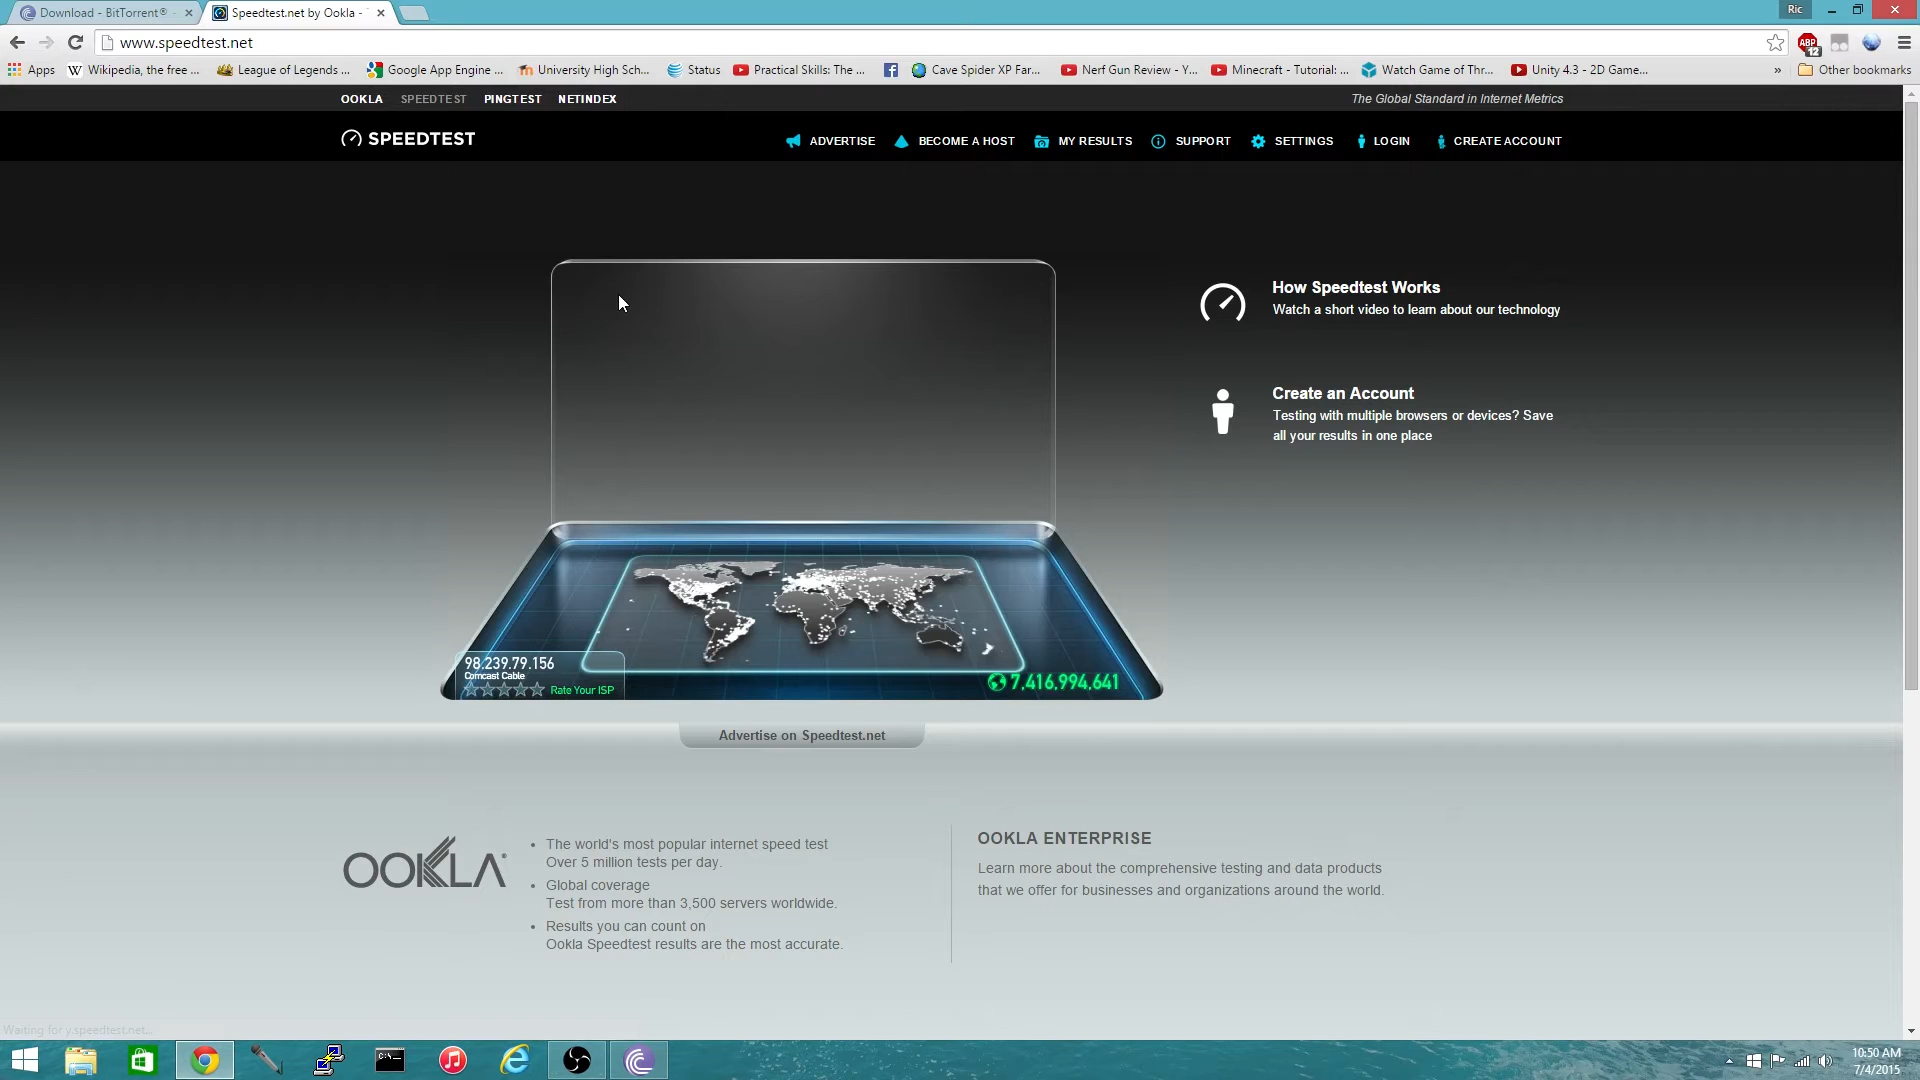 Download - BitTorrent®
Speedtest.net by Ookla -
Ric
www.speedtest.net
ABP
12
Apps
Wikipedia, the free ...
League of Legends ...
Google App Engine ...
University High Sch...
Status
Practical Skills: The ...
Cave Spider XP Far...
Nerf Gun Review - Y...
Minecraft - Tutorial: ...
Watch Game of Thr...
Unity 4.3 - 2D Game...
»
Other bookmarks
OOKLA
SPEEDTEST
PINGTEST
NETINDEX
The Global Standard in Internet Metrics
SPEEDTEST
ADVERTISE
BECOME A HOST
MY RESULTS
SUPPORT
SETTINGS
LOGIN
CREATE ACCOUNT
How Speedtest Works
Watch a short video to learn about our technology
Create an Account
Testing with multiple browsers or devices? Save
all your results in one place
98.239.79.156
Comcast Cable
Rate Your ISP
7,416,994,641
Advertise on Speedtest.net
OOKLA®
• The world's most popular internet speed test
Over 5 million tests per day.
• Global coverage
Test from more than 3,500 servers worldwide.
• Results you can count on
Ookla Speedtest results are the most accurate.
OOKLA ENTERPRISE
Learn more about the comprehensive testing and data products
that we offer for businesses and organizations around the world.
Waiting for y.speedtest.net...
C:\_
10:50 AM
7/4/2015